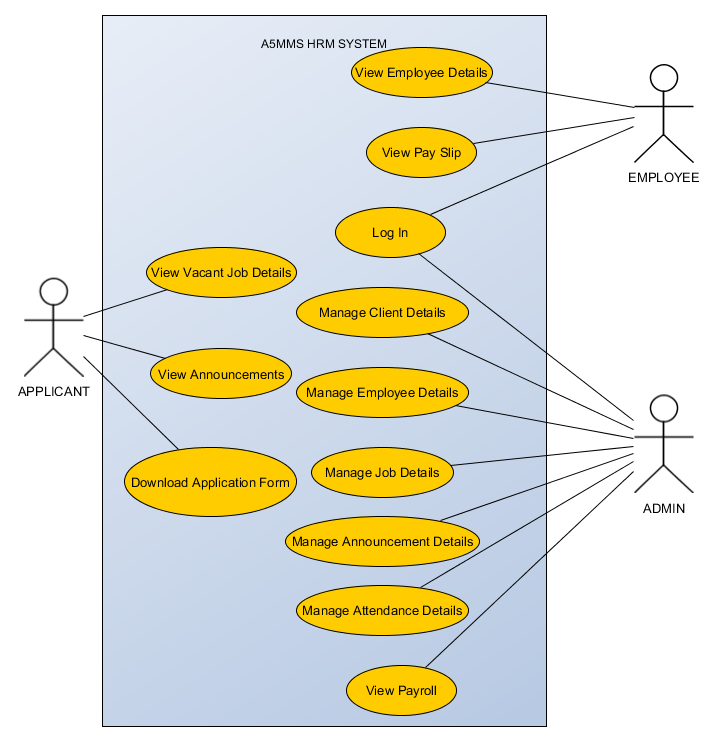 A5MMS HRM SYSTEM
View Employee Details
View Pay Slip
EMPLOYEE
Log In
View Vacant Job Details
Manage Client Details
View Announcements
APPLICANT
Manage Employee Details
Manage Job Details
Download Application Form
ADMIN
Manage Announcement Details
Manage Attendance Details
View Payroll